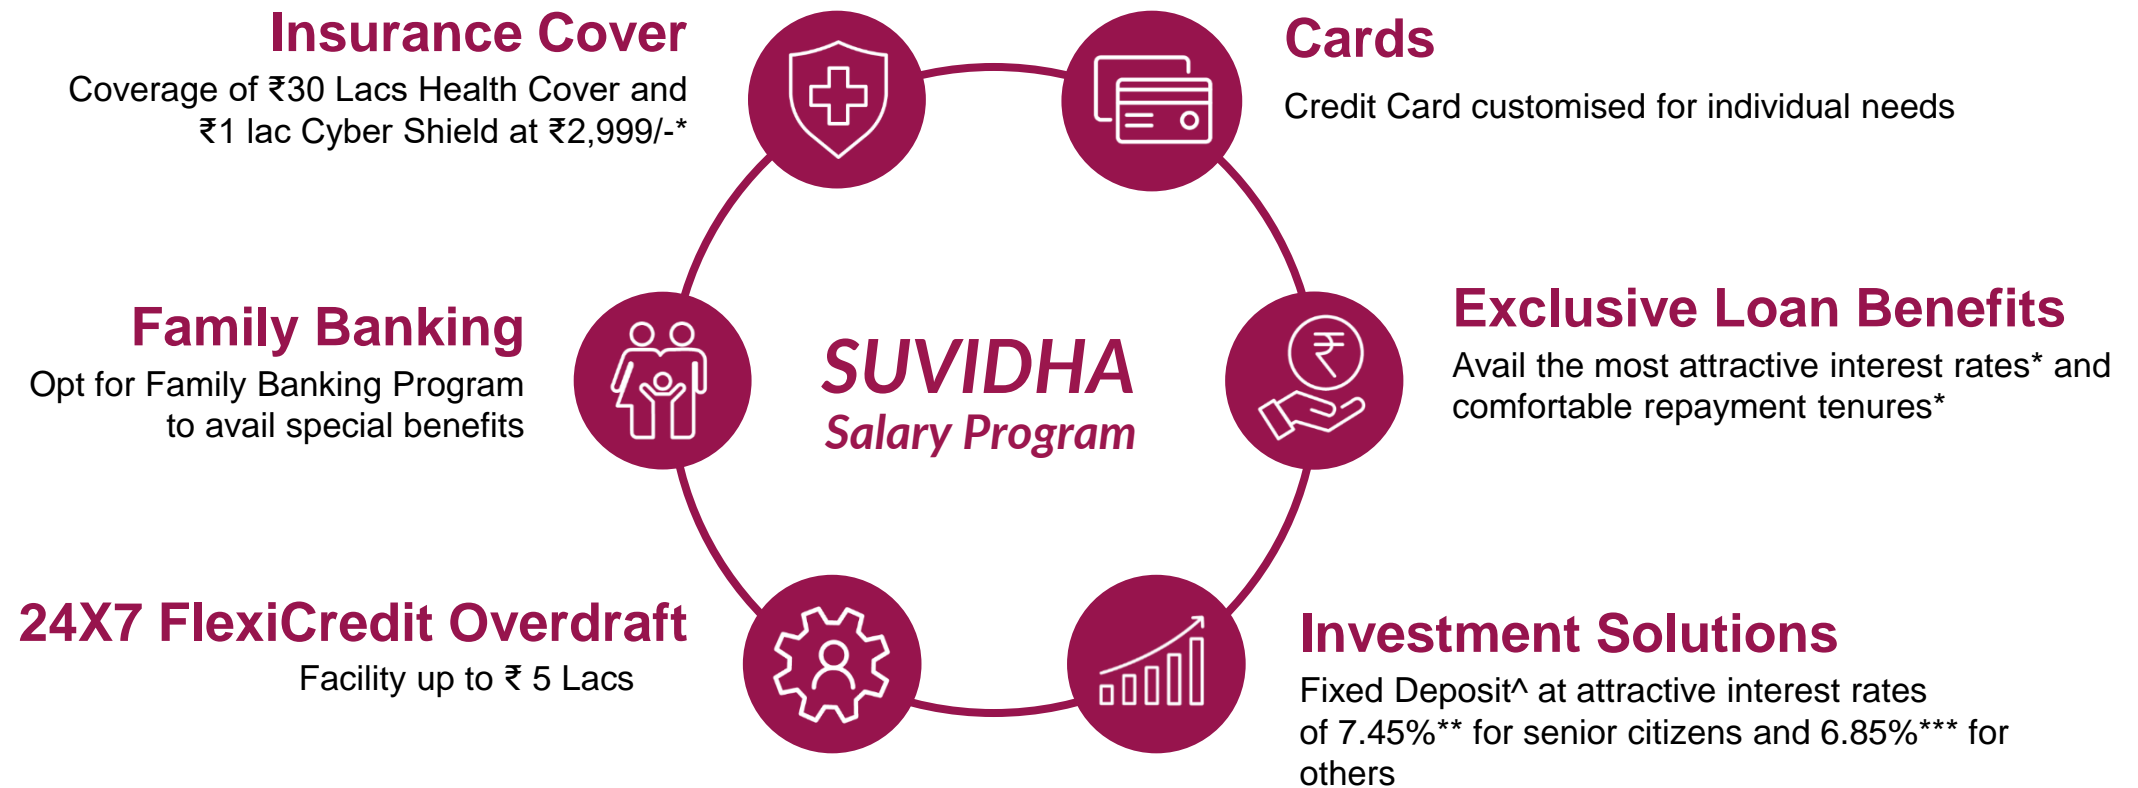 Insurance Cover
Coverage of ₹30 Lacs Health Cover and
₹1 lac Cyber Shield at ₹2,999/-*
Cards
Credit Card customised for individual needs
Family Banking
Opt for Family Banking Program
to avail special benefits
SUVIDHA
Salary Program
Exclusive Loan Benefits
Avail the most attractive interest rates* and
comfortable repayment tenures*
24X7 FlexiCredit Overdraft
Facility up to ₹ 5 Lacs
Investment Solutions
Fixed Deposit^ at attractive interest rates
of 7.45%** for senior citizens and 6.85%*** for
others